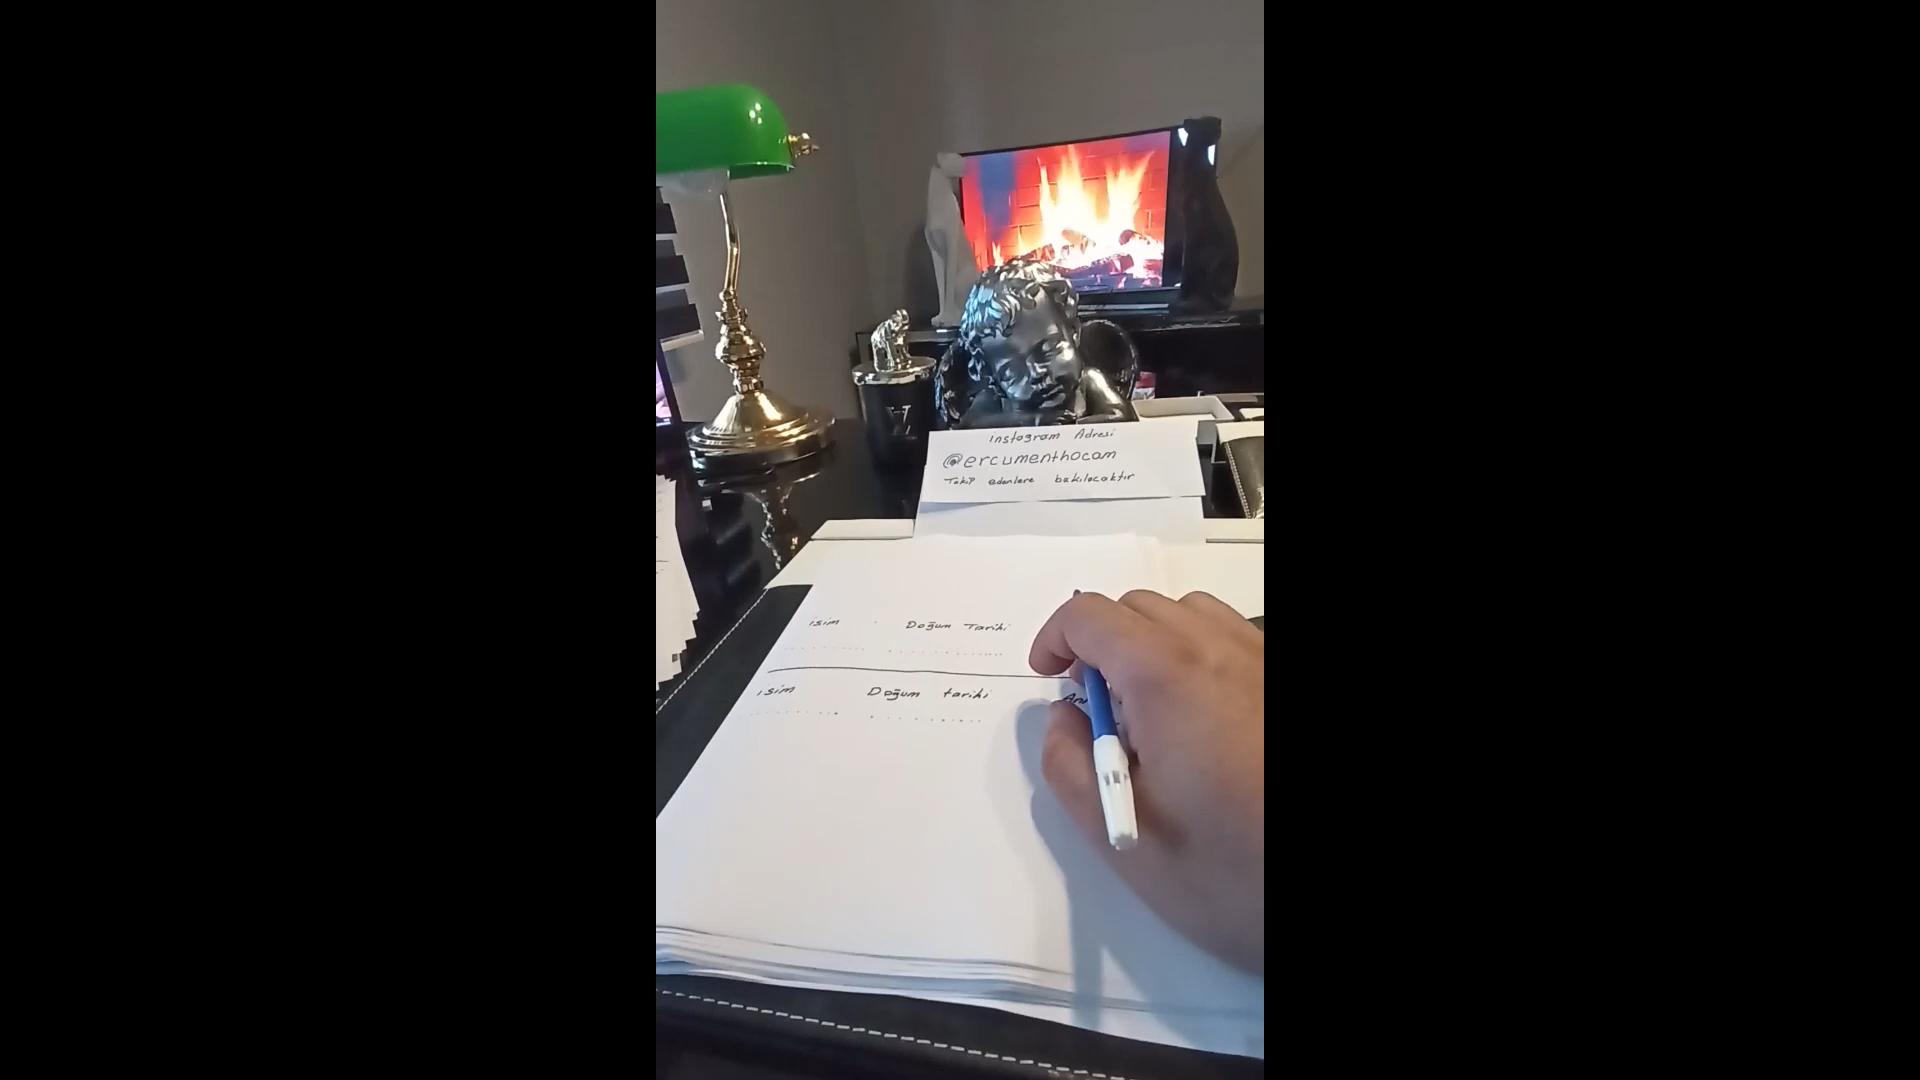 instagram Adresi
@ercumenthocam
Takip edenlere bakılacaktır
isim Doğum Tarihi
isim Doğum tarihi